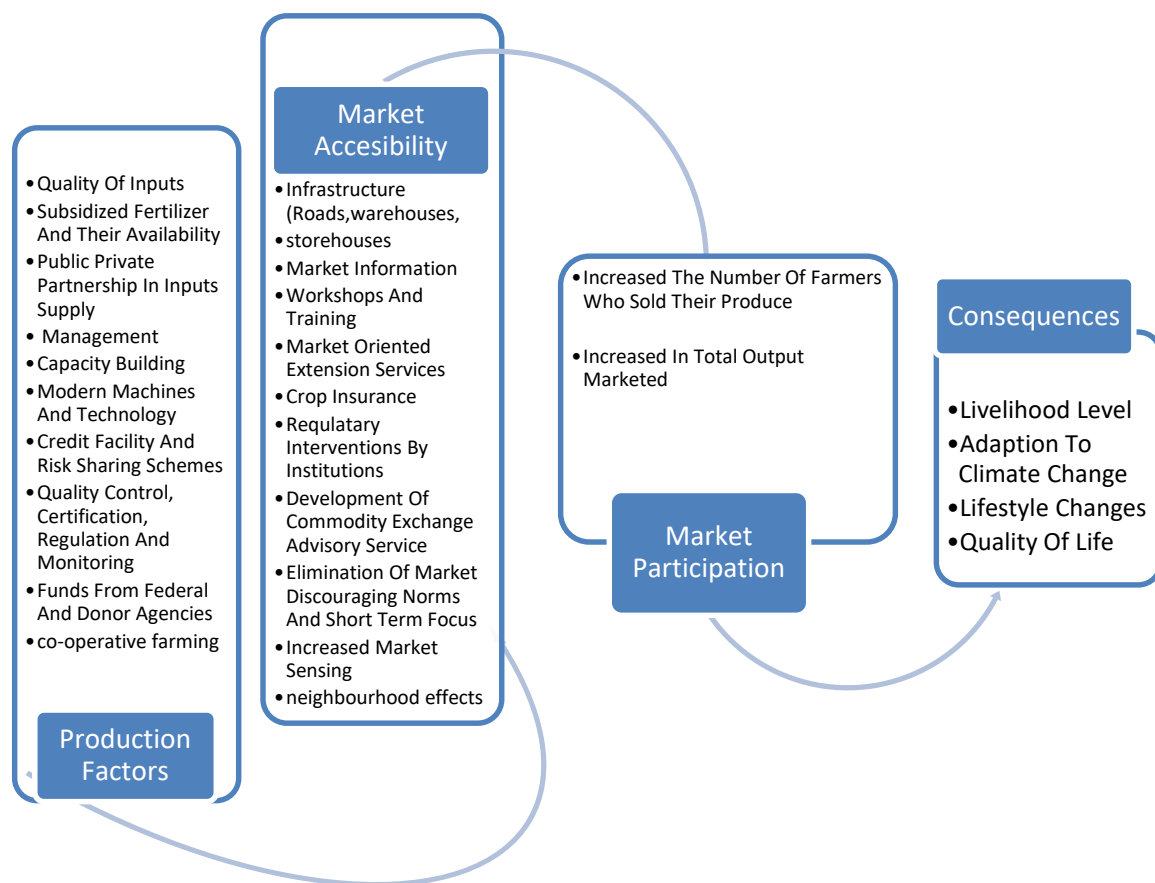 •Quality Of Inputs
•Subsidized Fertilizer
And Their Availability
•Public Private
Partnership In Inputs
Supply
• Management
•Capacity Building
•Modern Machines
And Technology
•Credit Facility And
Risk Sharing Schemes
•Quality Control,
Certification,
Regulation And
Monitoring
•Funds From Federal
And Donor Agencies
•co-operative farming
Production
Factors
Market
Accesibility
•Infrastructure
(Roads,warehouses,
•storehouses
•Market Information
•Workshops And
Training
•Market Oriented
Extension Services
•Crop Insurance
•Requlatary
Interventions By
Institutions
•Development Of
Commodity Exchange
Advisory Service
•Elimination Of Market
Discouraging Norms
And Short Term Focus
•Increased Market
Sensing
•neighbourhood effects
•Increased The Number Of Farmers
Who Sold Their Produce
•Increased In Total Output
Marketed
Market
Participation
Consequences
•Livelihood Level
•Adaption To
Climate Change
•Lifestyle Changes
•Quality Of Life